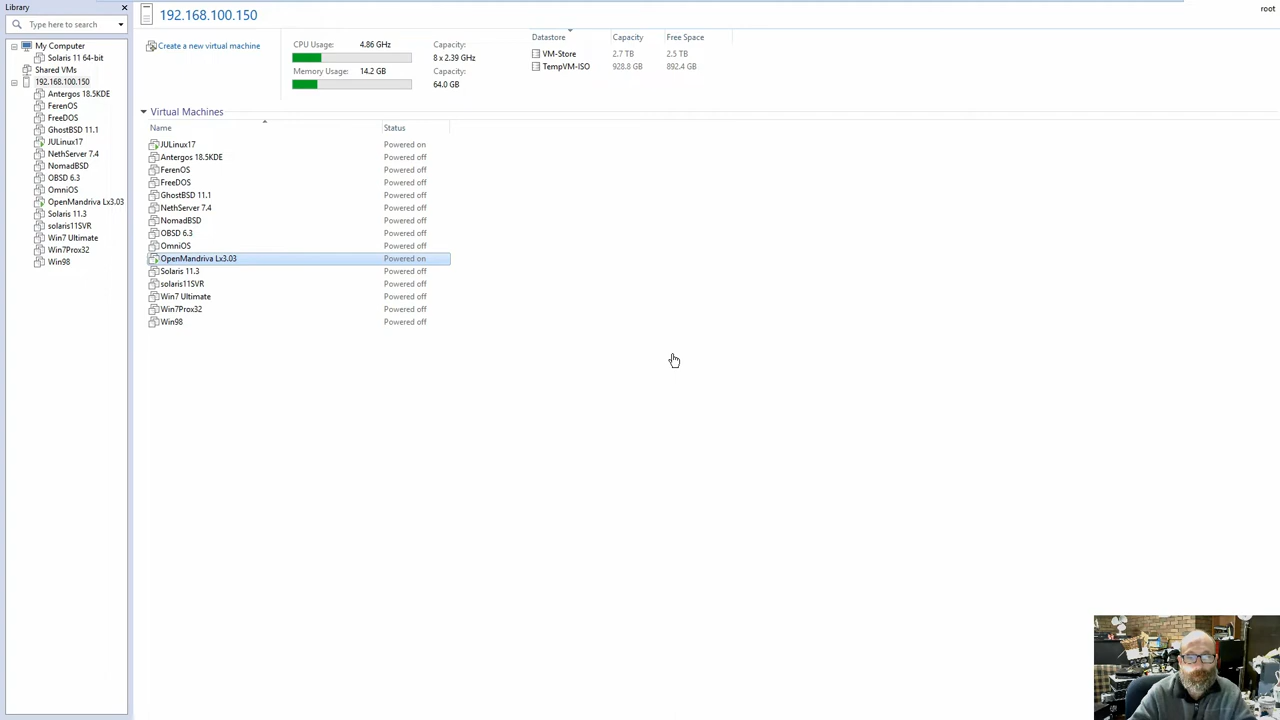 Library
Type here to search
My Computer
Solaris 11 64-bit
Shared VMs
192.168.100.150
Antergos 18.5KDE
FerenOS
FreeDOS
GhostBSD 11.1
JULinux17
NethServer 7.4
NomadBSD
OBSD 6.3
OmniOS
OpenMandriva Lx3.03
Solaris 11.3
solaris11SVR
Win7 Ultimate
Win7Prox32
Win98
192.168.100.150
root
Create a new virtual machine
CPU Usage: 4.86 GHz Capacity:
8 x 2.39 GHz
Memory Usage: 14.2 GB Capacity:
64.0 GB
Datastore Capacity Free Space
VM-Store 2.7 TB 2.5 TB
TempVM-ISO 928.8 GB 892.4 GB
Virtual Machines
Name Status
JULinux17 Powered on
Antergos 18.5KDE Powered off
FerenOS Powered off
FreeDOS Powered off
GhostBSD 11.1 Powered off
NethServer 7.4 Powered off
NomadBSD Powered off
OBSD 6.3 Powered off
OmniOS Powered off
OpenMandriva Lx3.03 Powered on
Solaris 11.3 Powered off
solaris11SVR Powered off
Win7 Ultimate Powered off
Win7Prox32 Powered off
Win98 Powered off